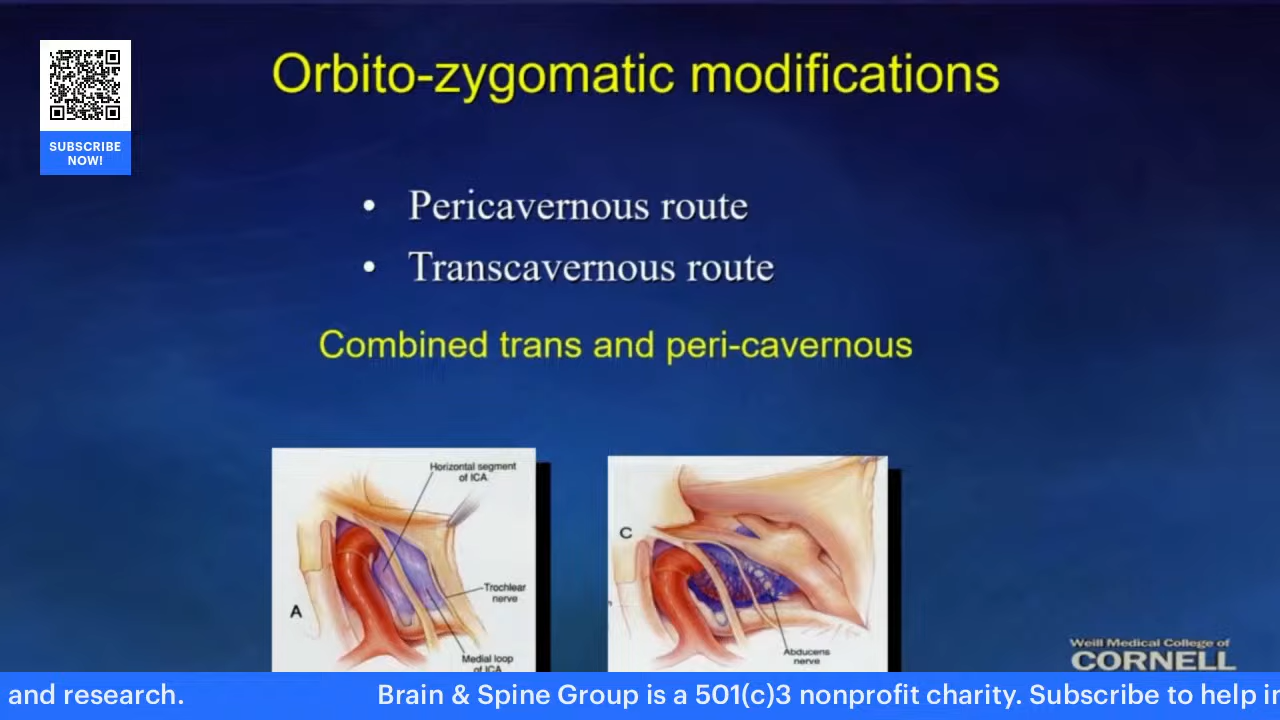 Orbito-zygomatic modifications
SUBSCRIBE
NOW!
• Pericavernous route
• Transcavernous route
Combined trans and peri-cavernous
Horizontal segment
of ICA
A
Trochlear
nerve
Medial loop
of ICA
C
Abducens
nerve
Weill Medical College of
CORNELL
and research.
Brain & Spine Group is a 501(c)3 nonprofit charity. Subscribe to help